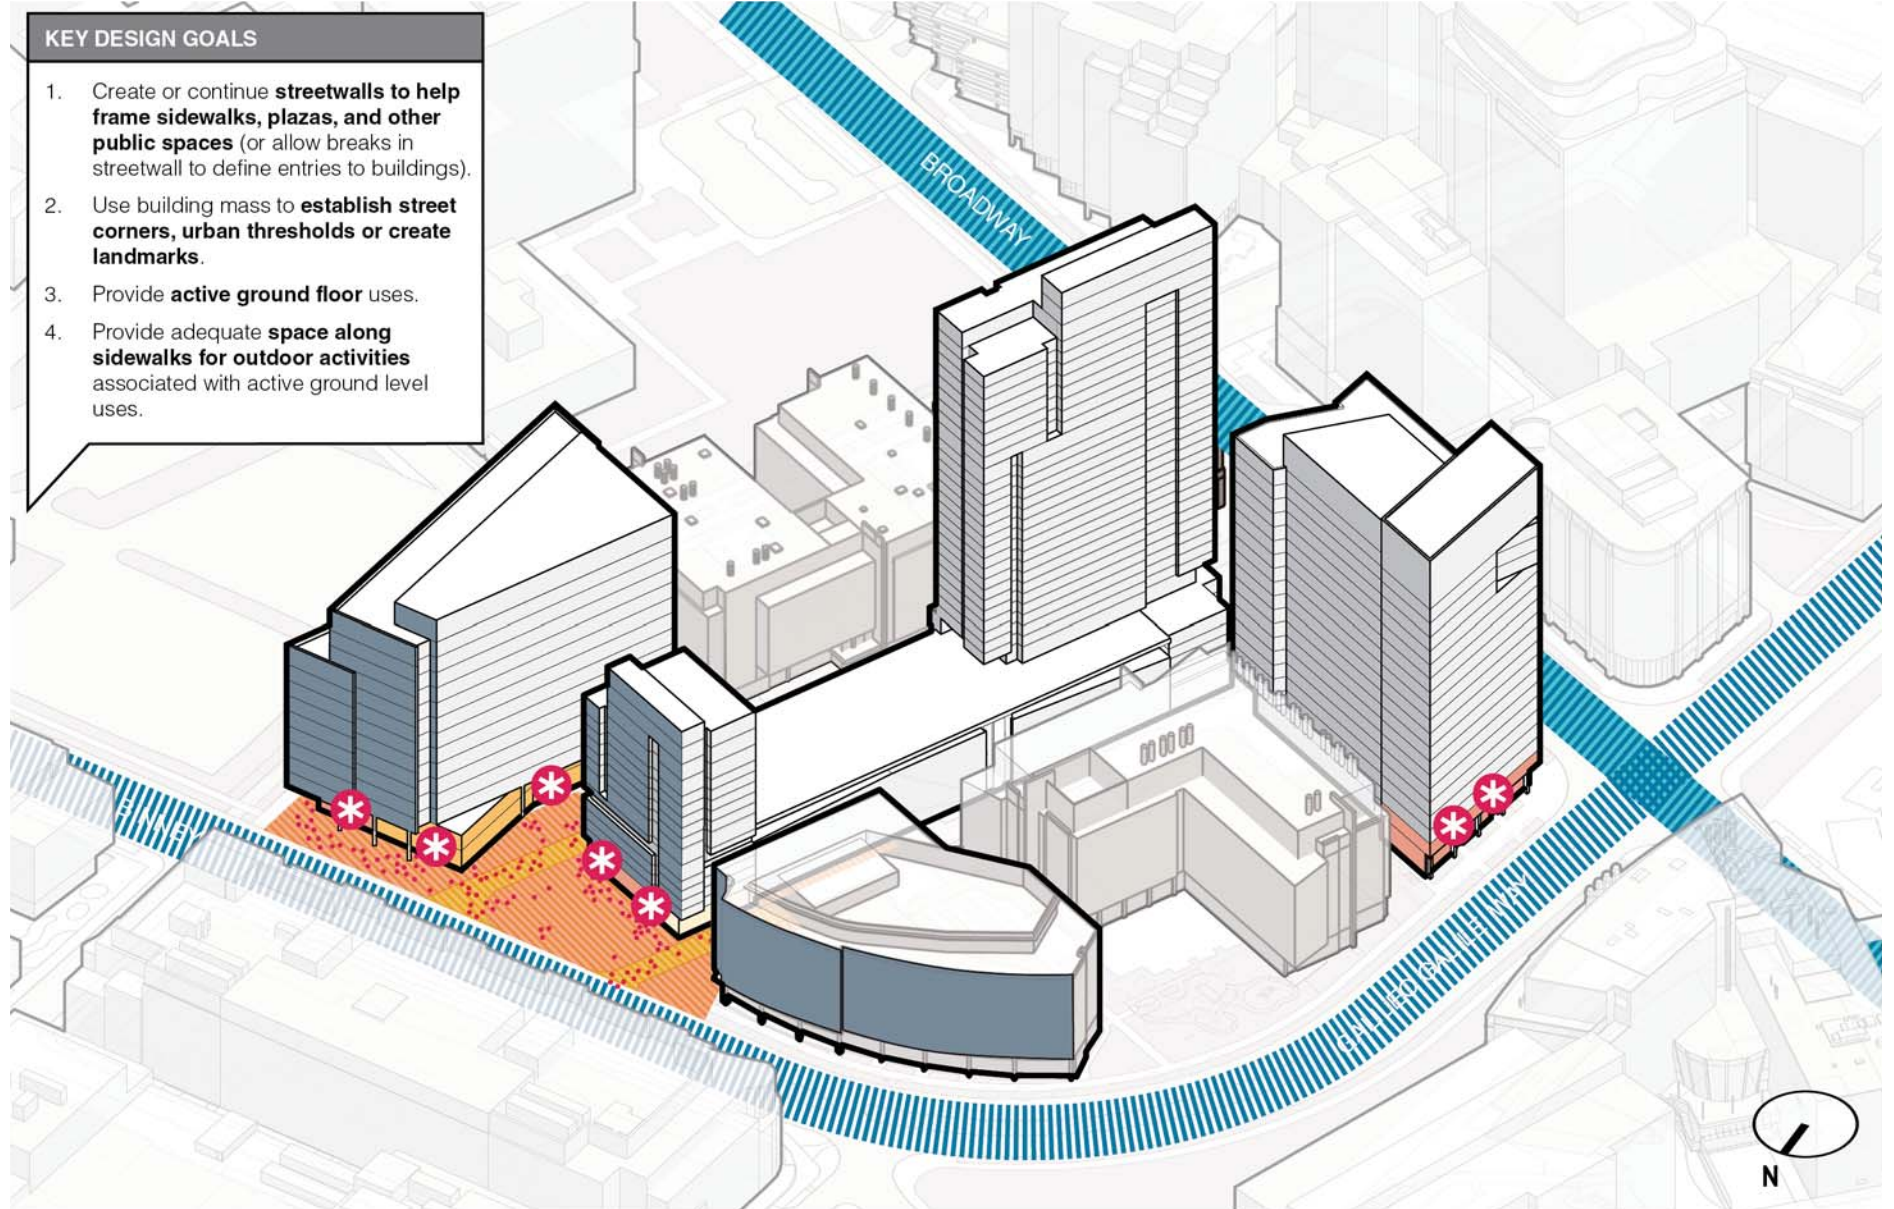 KEY DESIGN GOALS
1. Create or continue streetwalls to help
frame sidewalks, plazas, and other
public spaces (or allow breaks in
streetwall to define entries to buildings).
2. Use building mass to establish street
corners, urban thresholds or create
landmarks.
3. Provide active ground floor uses.
4. Provide adequate space along
sidewalks for outdoor activities
associated with active ground level
uses.
BROADWAY
BINNEY
GALILEO GALILEI WAY
N